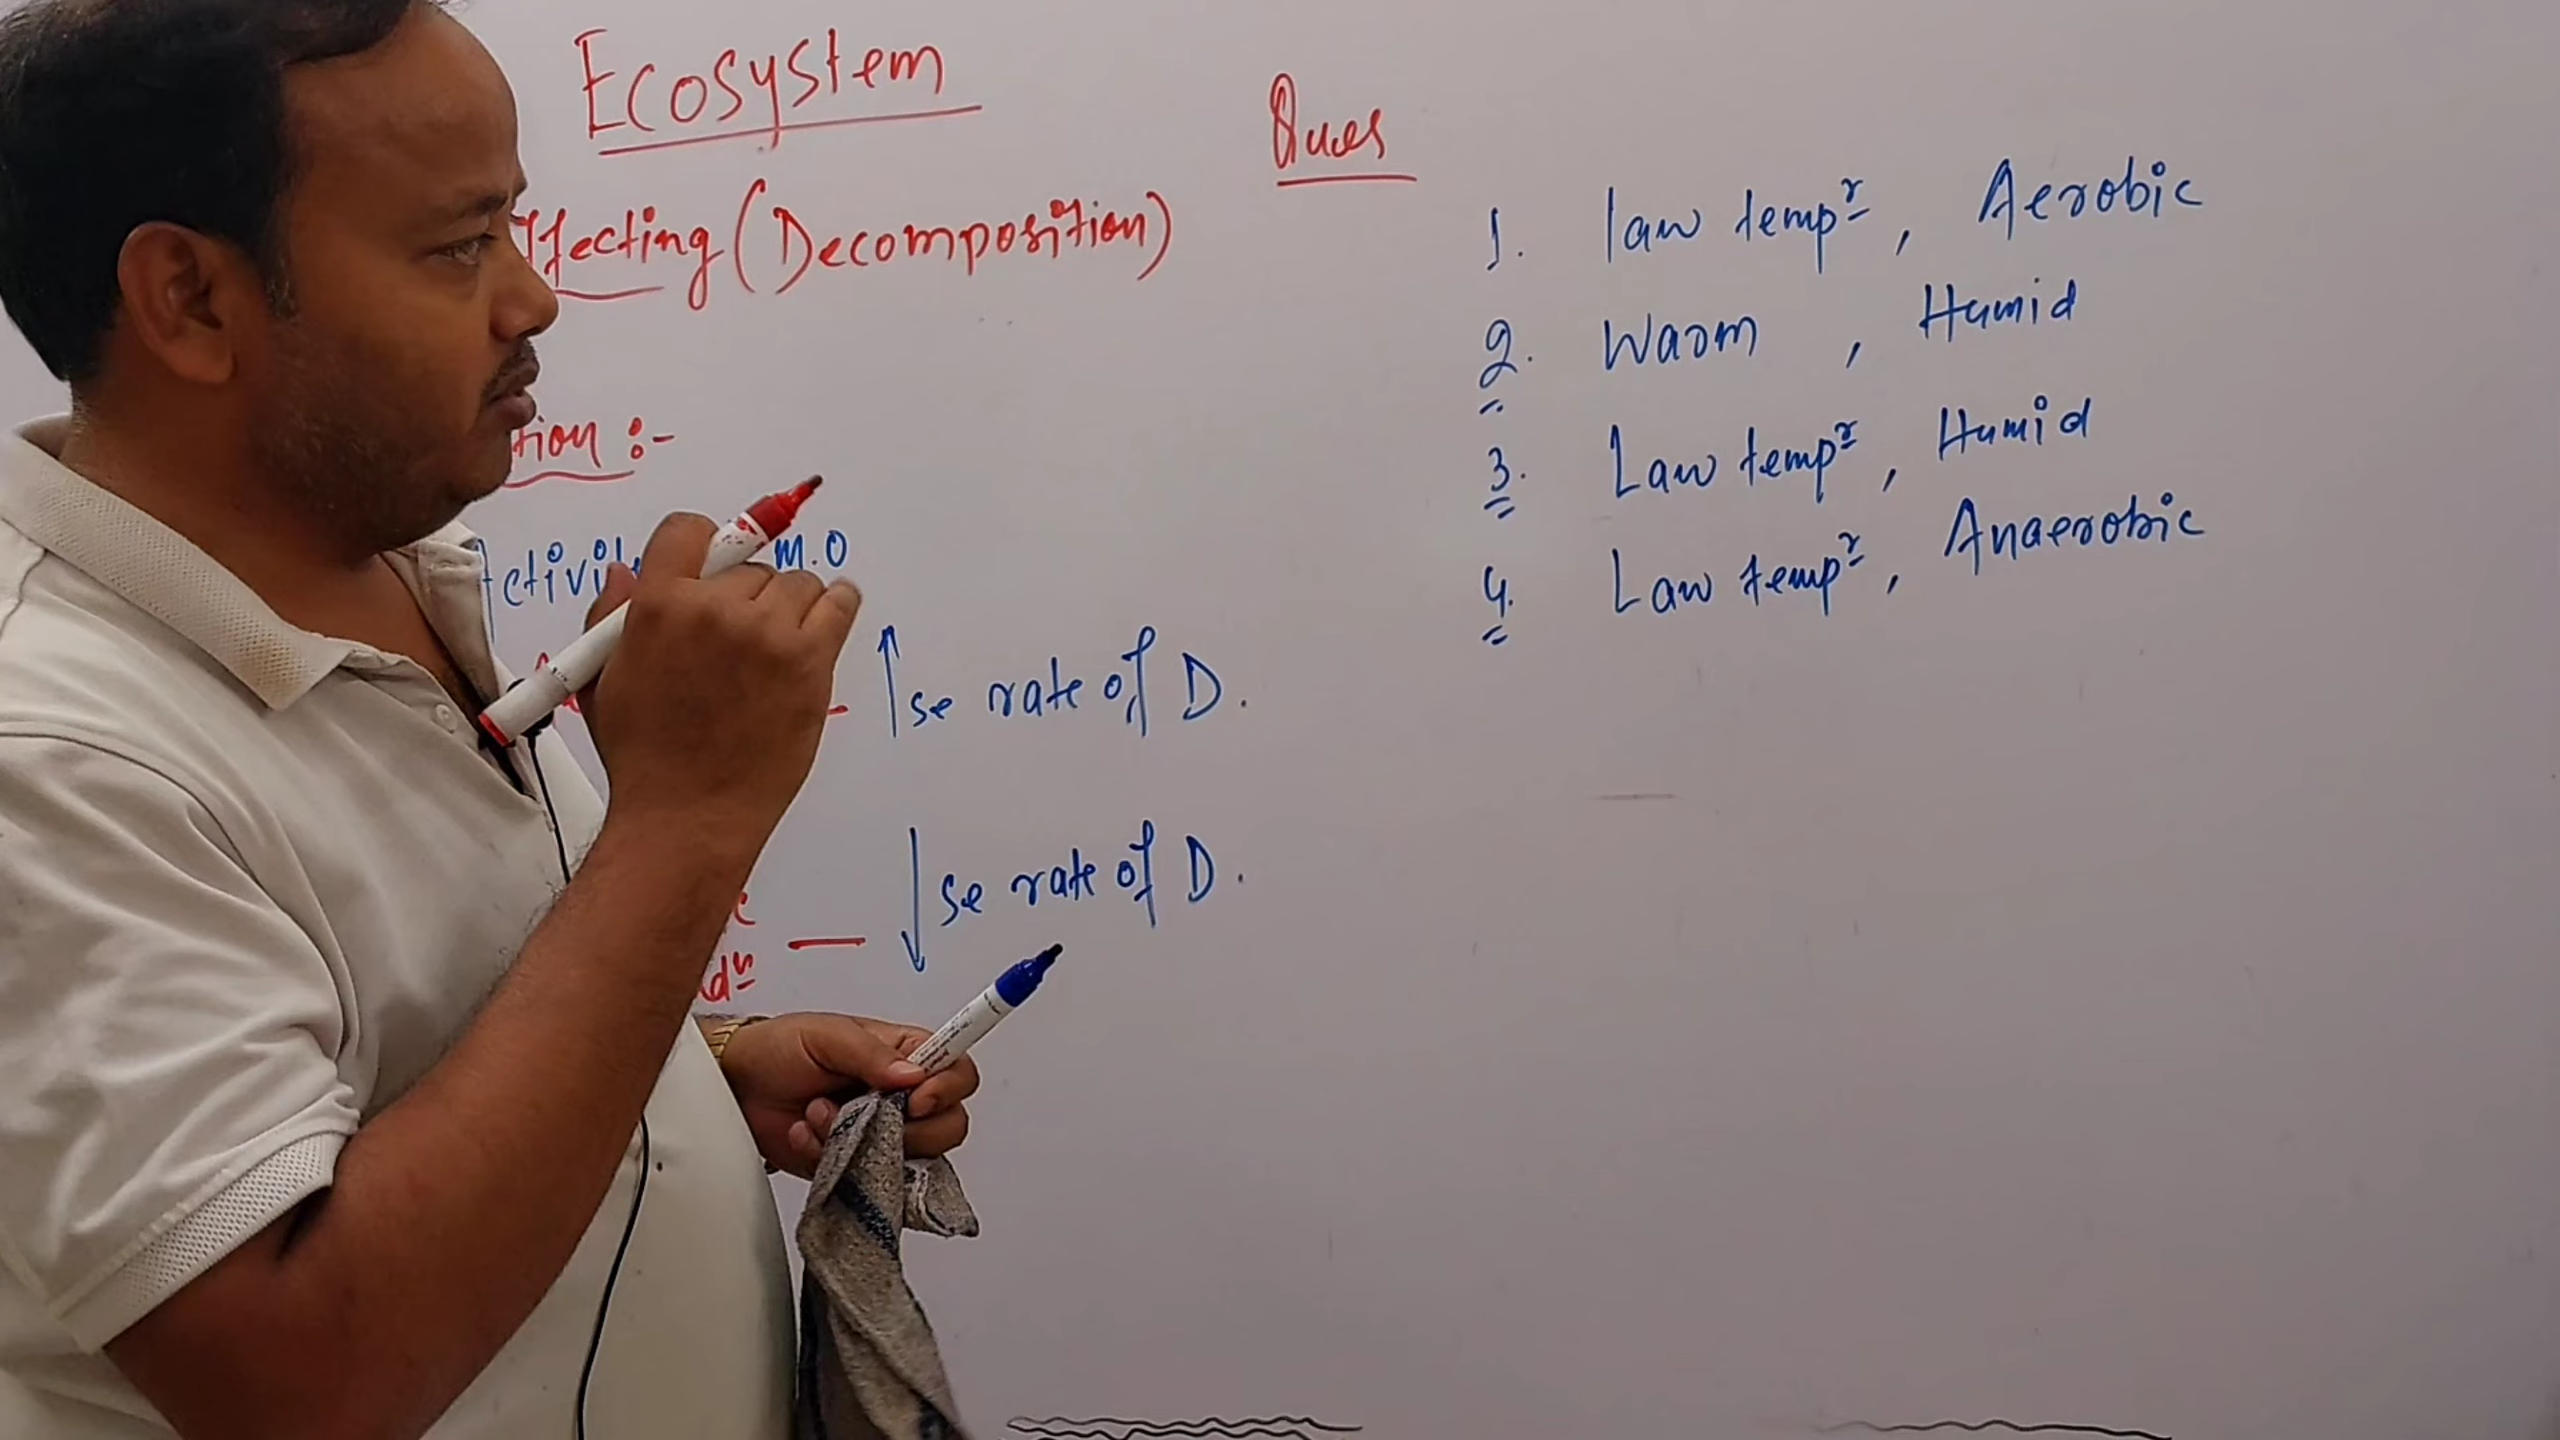 Ecosystem
ffecting (Decomposition)
tion :-
Activi m.o
↑se rate of D.
↓se rate of D.
Ques
1. law tempr, Aerobic
2. Warm, Humid
3. Law tempr, Humid
4. Law tempr, Anaerobic